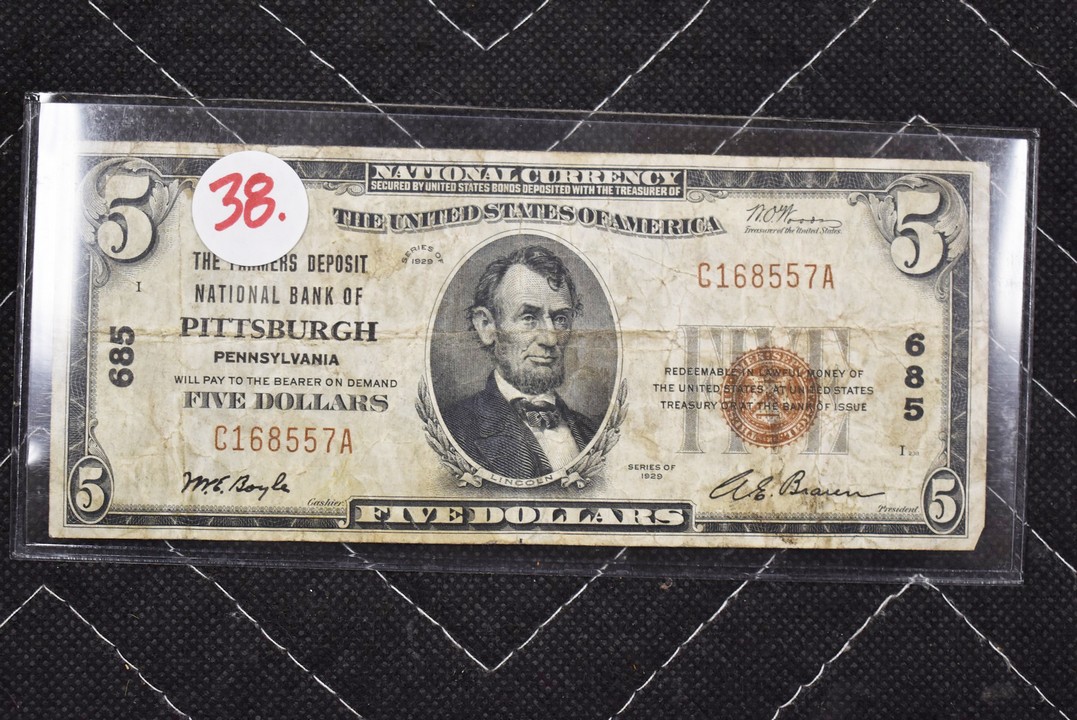 38.
5
NATIONAL CURRENCY
SECURED BY UNITED STATES BONDS DEPOSITED WITH THE TREASURER OF
THE UNITED STATES OF AMERICA
5
W.O. Woods
Treasurer of the United States.
THE DEPOSIT
NATIONAL BANK OF
PITTSBURGH
PENNSYLVANIA
WILL PAY TO THE BEARER ON DEMAND
FIVE DOLLARS
C168557A
SERIES OF
1929
C168557A
I
685
FIVE
REDEEMABLE IN LAWFUL MONEY OF
THE UNITED STATES AT UNITED STATES
TREASURY OR AT THE BANK OF ISSUE
685
I
LINCOLN
SERIES OF
1929
5
M.E. Boyle
Cashier
FIVE DOLLARS
A.E. Braun
President
5